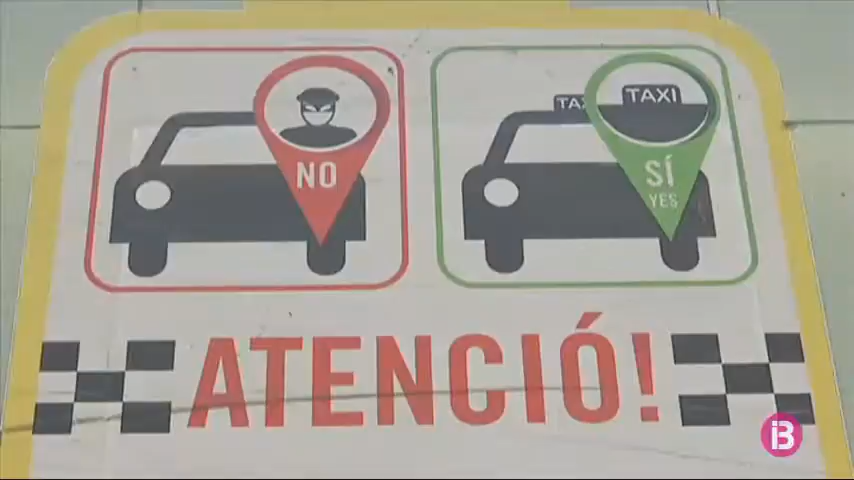 NO
TAXI
TAXI
SÍ
YES
ATENCIÓ!
iB